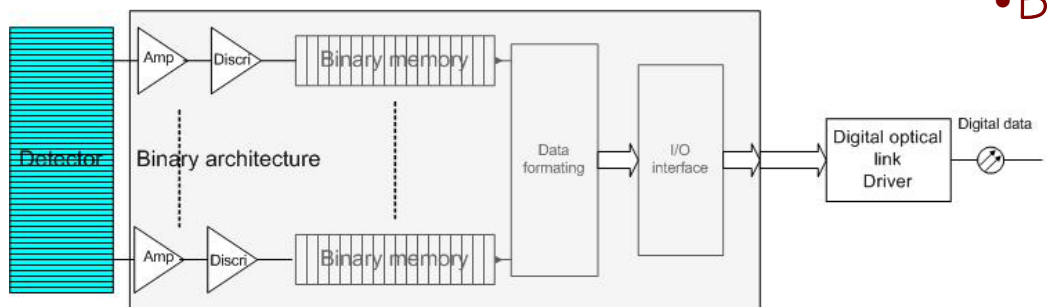 •B
Amp
Discri
Binary memory
Detector
Binary architecture
Data
formating
I/O
interface
Digital optical
link
Driver
Digital data
Amp
Discri
Binary memory